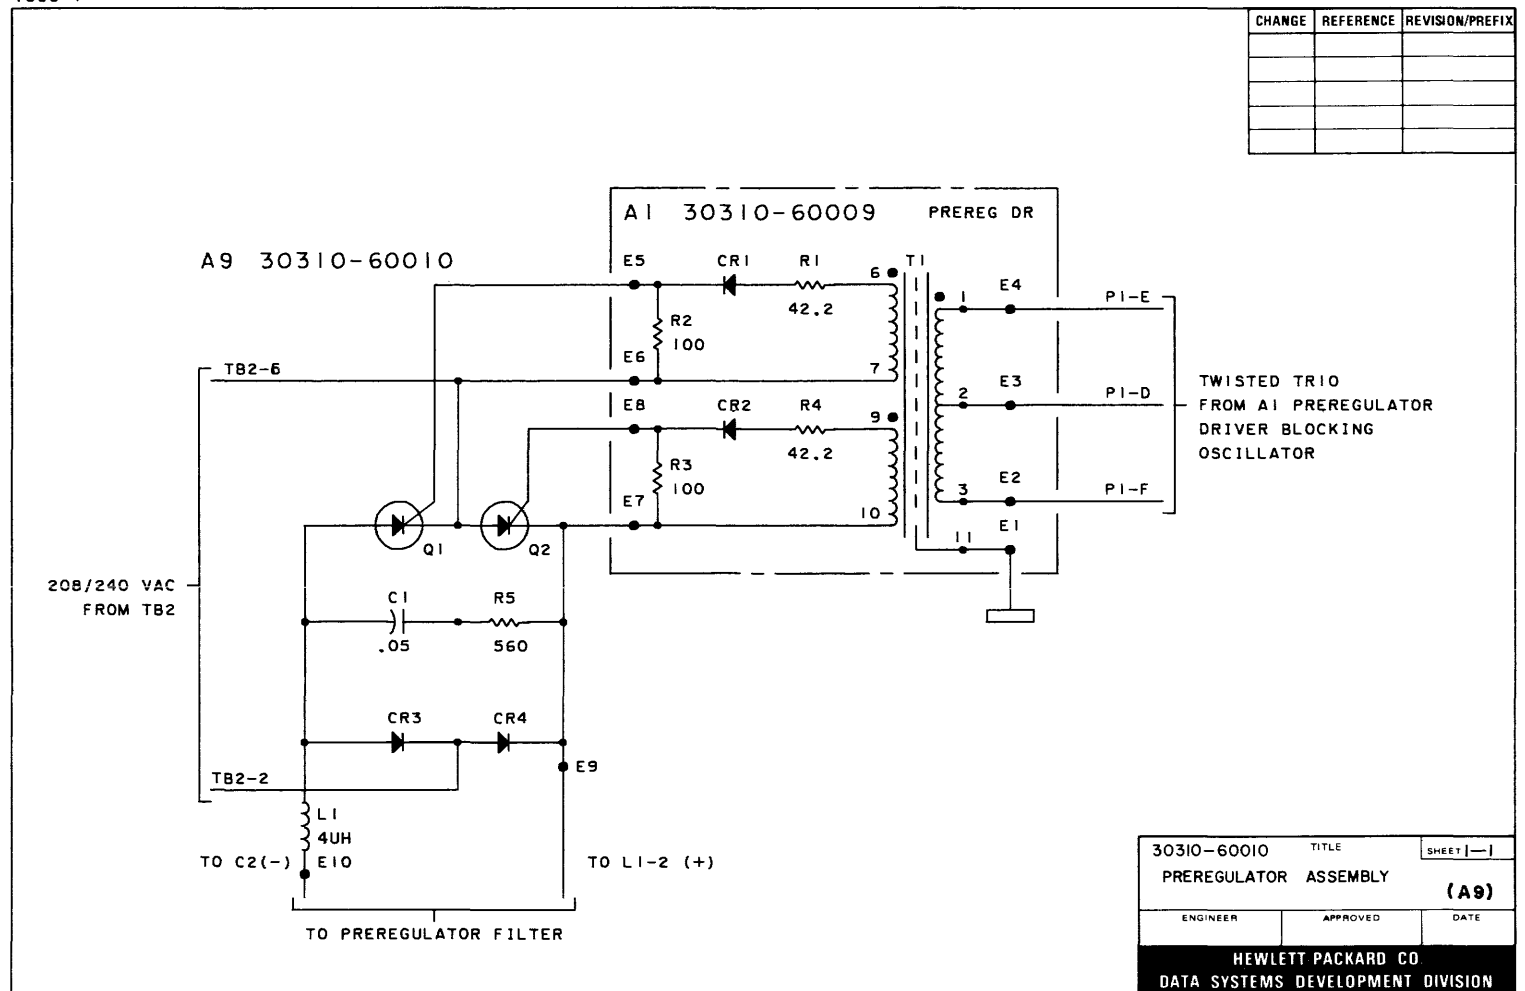 CHANGE REFERENCE REVISION/PREFIX
A1 30310-60009 PREREG DR
A9 30310-60010
E5 CR1 R1 6 T1
42.2
1 E4 P1-E
R2
100
E6
TB2-6
7
2 E3 P1-D
E8 CR2 R4 9
42.2
TWISTED TRIO
FROM A1 PREREGULATOR
DRIVER BLOCKING
OSCILLATOR
R3
100
E7
10
3 E2 P1-F
E1
11
Q1 Q2
208/240 VAC
FROM TB2
C1 R5
.05 560
CR3 CR4
E9
TB2-2
L1
4UH
TO C2(-) E10
TO L1-2 (+)
TO PREREGULATOR FILTER
30310-60010 TITLE SHEET 1-1
PREREGULATOR ASSEMBLY
(A9)
ENGINEER APPROVED DATE
HEWLETT PACKARD CO
DATA SYSTEMS DEVELOPMENT DIVISION